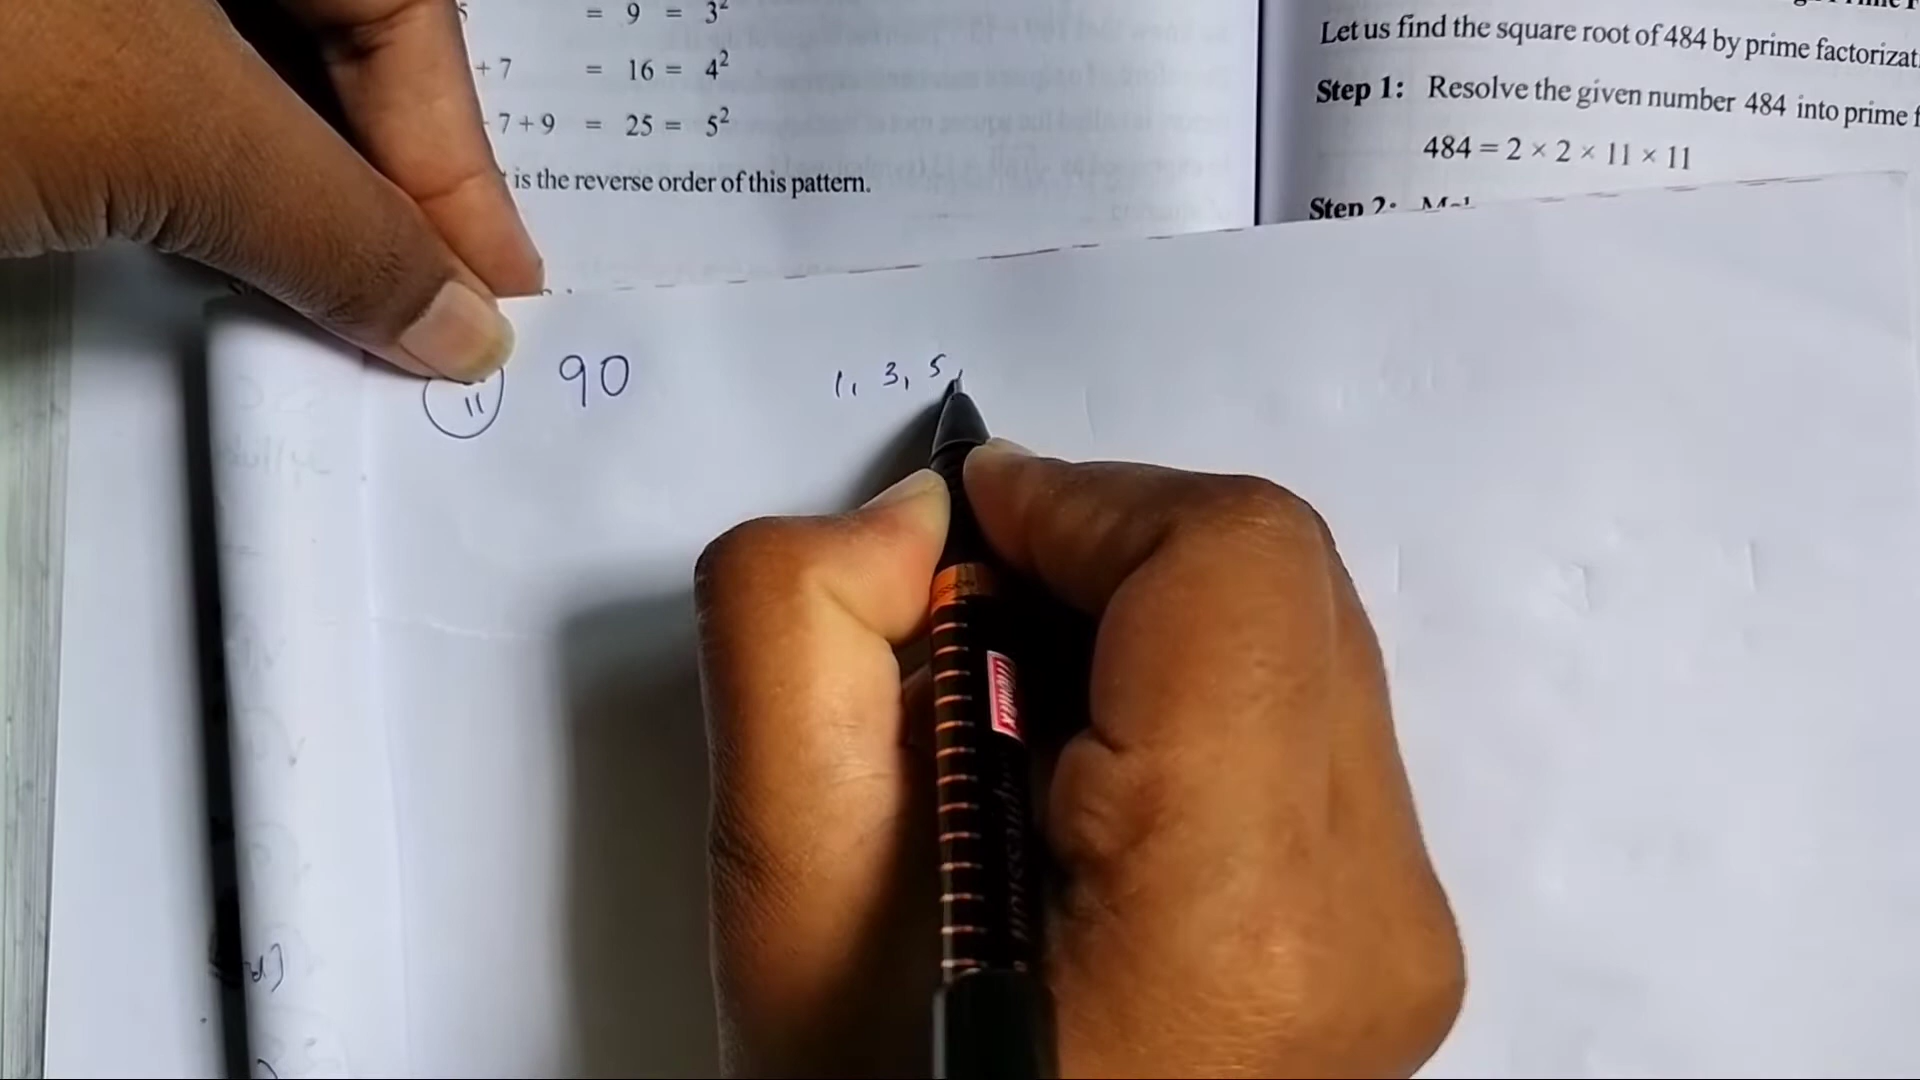 = 9 = 3²
+ 7 = 16 = 4²
7 + 9 = 25 = 5²
is the reverse order of this pattern.
Let us find the square root of 484 by prime
Step 1: Resolve the given number 484 into prime
484 = 2 × 2 × 11 × 11
Step 2:
11 90 1, 3, 5,